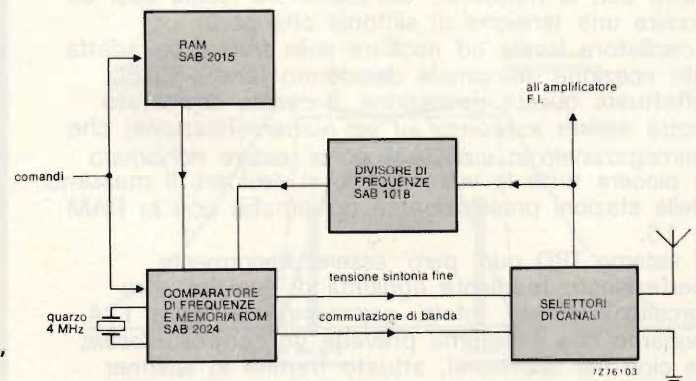 RAM
SAB 2015
all'amplificatore
F.I.
comandi
DIVISORE DI
FREQUENZE
SAB 1018
tensione sintonia fine
COMPARATORE
DI FREQUENZE
E MEMORIA ROM
SAB 2024
SELETTORI
DI CANALI
quarzo
4 MHz
commutazione di banda
7Z76103